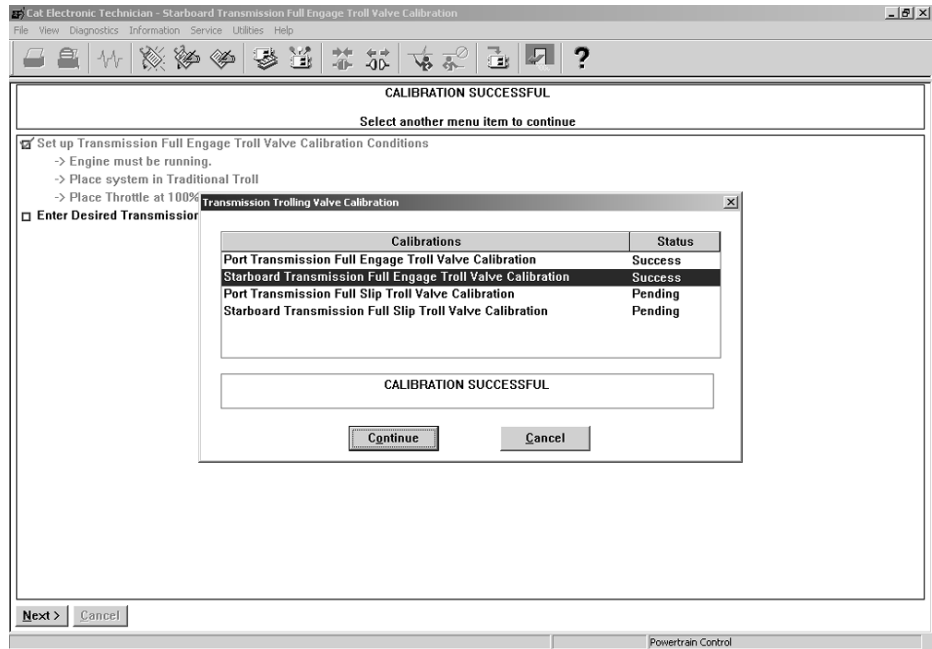 Cat Electronic Technician - Starboard Transmission Full Engage Troll Valve Calibration
File View Diagnostics Information Service Utilities Help
CALIBRATION SUCCESSFUL
Select another menu item to continue
Set up Transmission Full Engage Troll Valve Calibration Conditions
-> Engine must be running.
-> Place system in Traditional Troll
-> Place Throttle at 100%
Enter Desired Transmission
Transmission Trolling Valve Calibration
Calibrations Status
Port Transmission Full Engage Troll Valve Calibration Success
Starboard Transmission Full Engage Troll Valve Calibration Success
Port Transmission Full Slip Troll Valve Calibration Pending
Starboard Transmission Full Slip Troll Valve Calibration Pending
CALIBRATION SUCCESSFUL
Continue Cancel
Next > Cancel
Powertrain Control